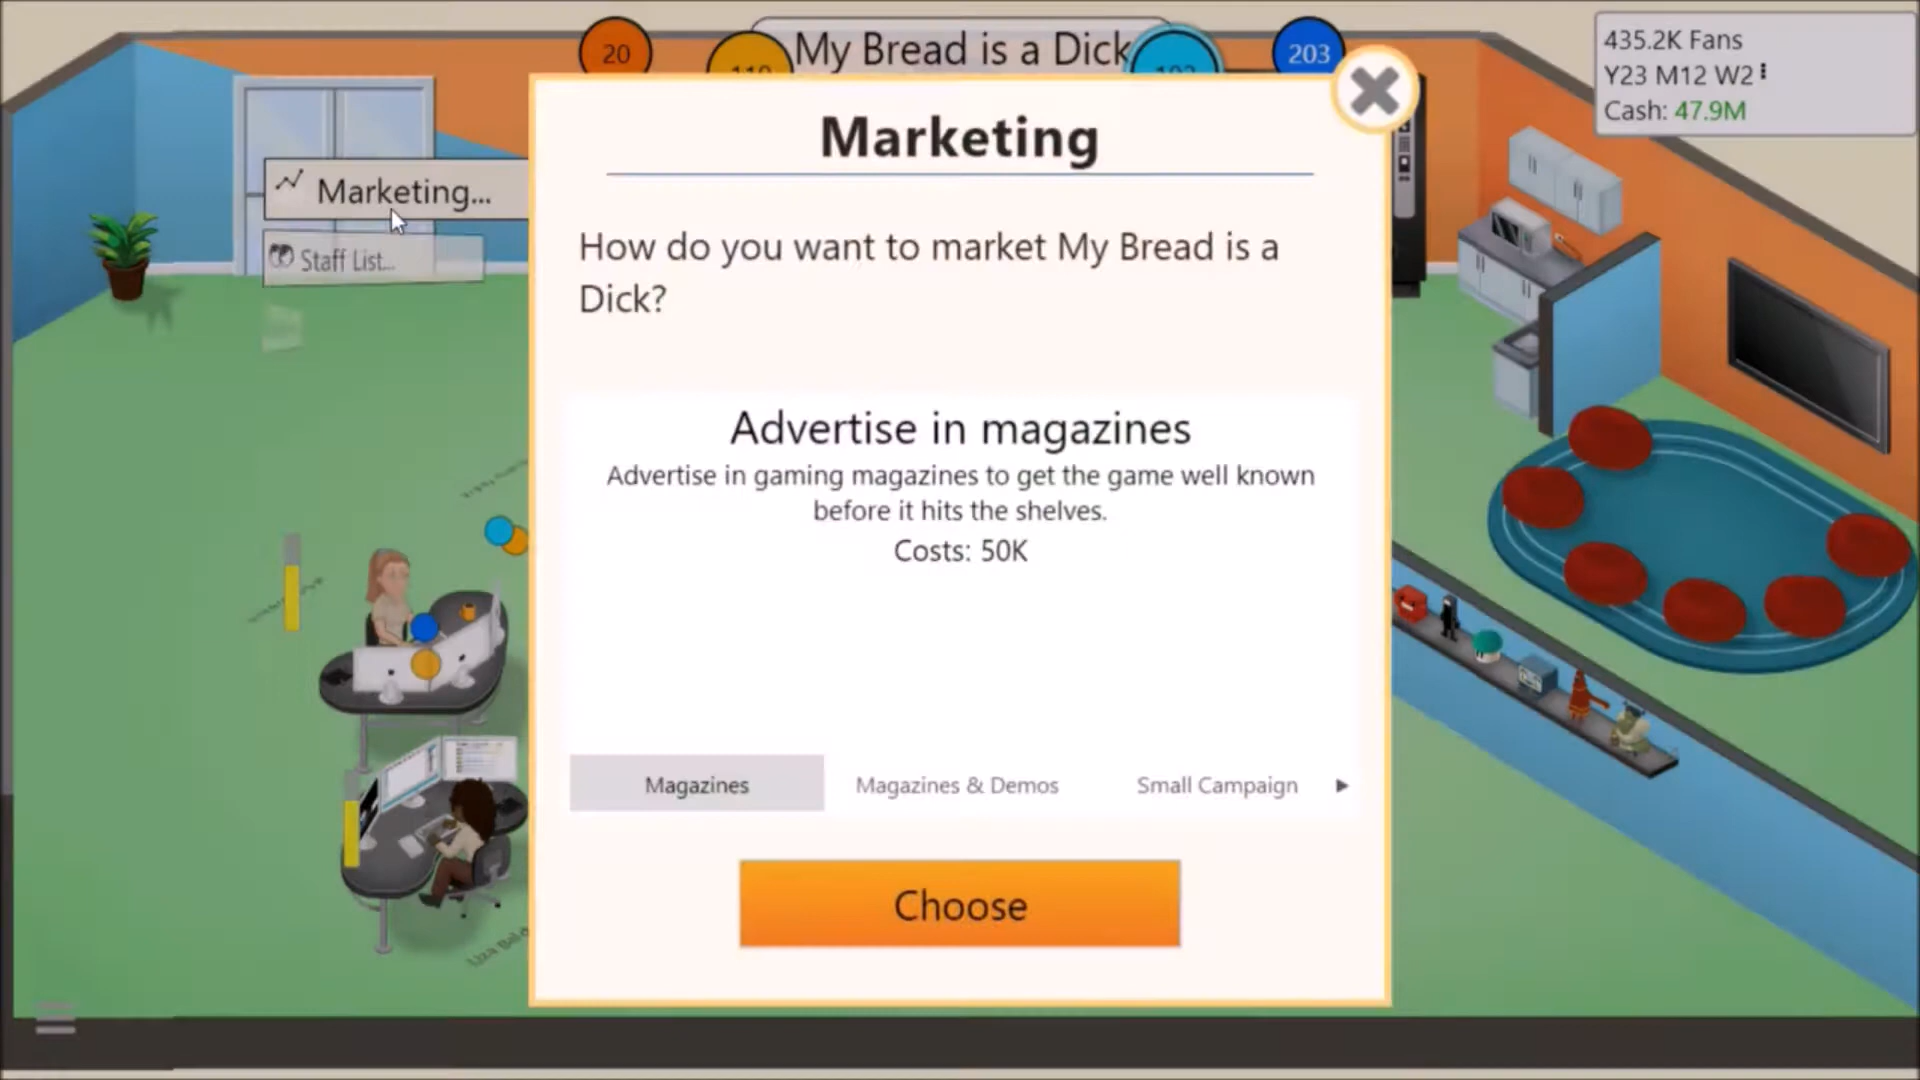 20
My Bread is a Dick
203
435.2K Fans
Y23 M12 W2
Cash: 47.9M
Marketing
Marketing...
Staff List...
How do you want to market My Bread is a
Dick?
Advertise in magazines
Advertise in gaming magazines to get the game well known
before it hits the shelves.
Costs: 50K
Magazines
Magazines & Demos
Small Campaign
Choose